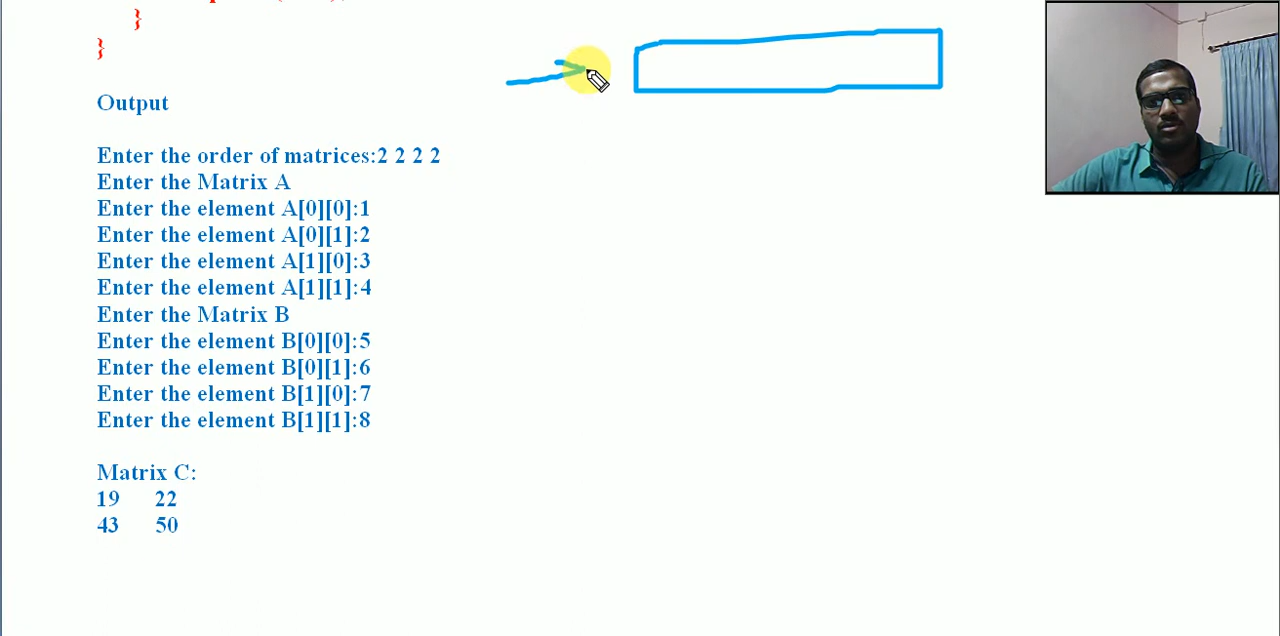 }
}
Output
Enter the order of matrices:2 2 2 2
Enter the Matrix A
Enter the element A[0][0]:1
Enter the element A[0][1]:2
Enter the element A[1][0]:3
Enter the element A[1][1]:4
Enter the Matrix B
Enter the element B[0][0]:5
Enter the element B[0][1]:6
Enter the element B[1][0]:7
Enter the element B[1][1]:8
Matrix C:
19 22
43 50